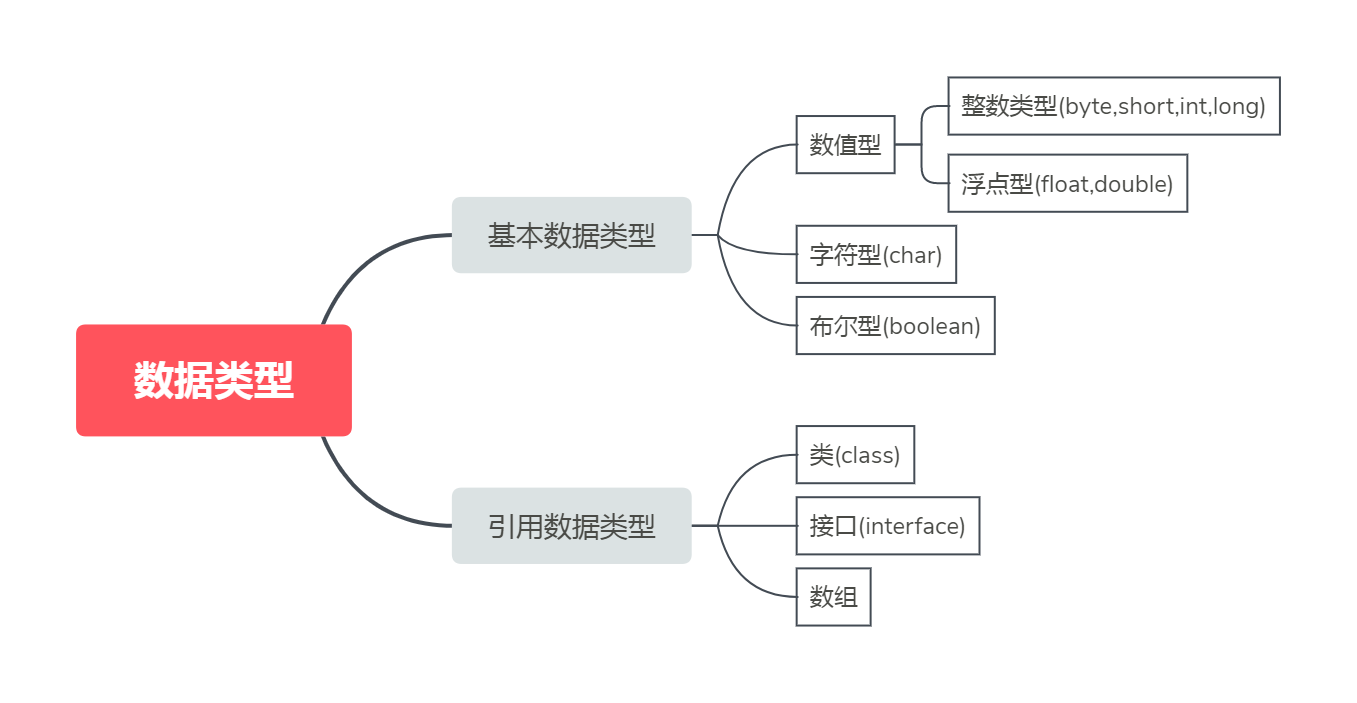 数据类型
基本数据类型
数值型
整数类型(byte,short,int,long)
浮点型(float,double)
字符型(char)
布尔型(boolean)
引用数据类型
类(class)
接口(interface)
数组